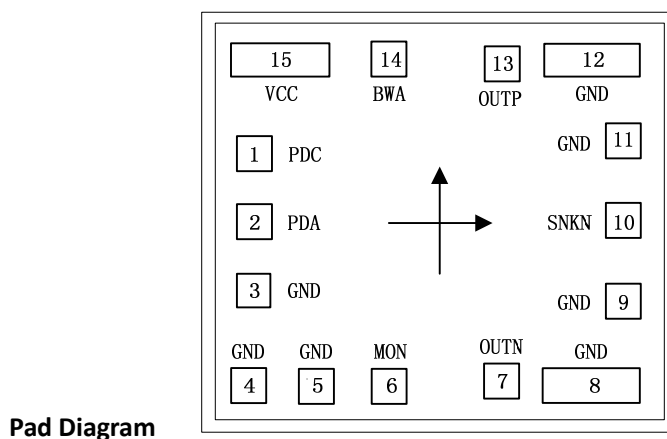 15 14 13 12
VCC BWA OUTP GND
1 PDC GND 11
2 PDA SNKN 10
3 GND GND 9
GND GND MON OUTN GND
4 5 6 7 8
Pad Diagram